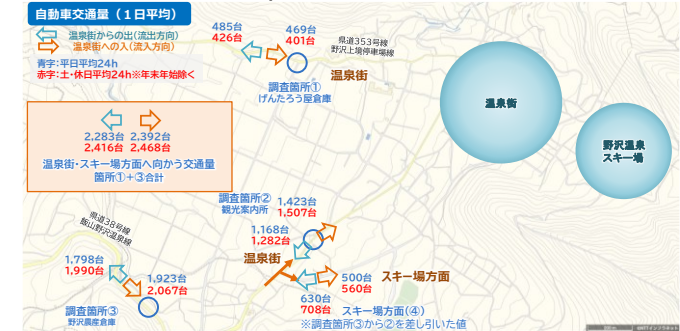 自動車交通量（１日平均）
温泉街からの出(流出方向)
温泉街への入(流入方向)
青字：平日平均24h
赤字：土・休日平均24h※年末年始除く
485台
426台
469台
401台
県道353号線
野沢上境停車場線
温泉街
調査箇所①
げんたろう屋倉庫
温泉街
野沢温泉
スキー場
2,283台 2,392台
2,416台 2,468台
温泉街・スキー場方面へ向かう交通量
箇所①＋③合計
調査箇所②
観光案内所
1,423台
1,507台
1,168台
1,282台
県道38号線
飯山野沢温泉線
温泉街
1,798台
1,990台
1,923台
2,067台
500台
560台
スキー場方面
630台
708台
調査箇所③
野沢農産倉庫
スキー場方面(④)
※調査箇所③から②を差し引いた値